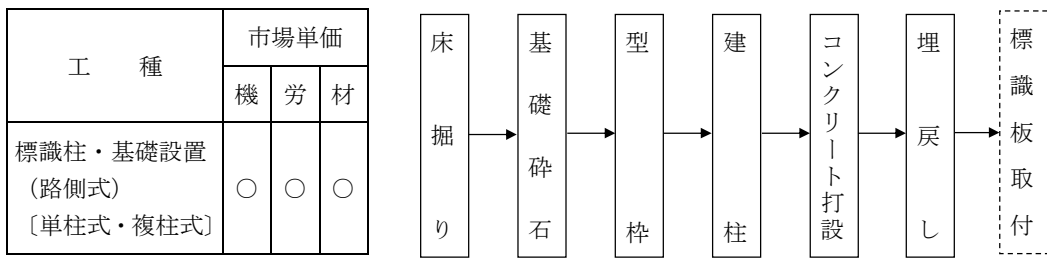 工　種
市場単価
機 労 材
標識柱・基礎設置
（路側式）
〔単柱式・複柱式〕
○ ○ ○
床掘り
基礎砕石
型枠
建柱
コンクリート打設
埋戻し
標識板取付